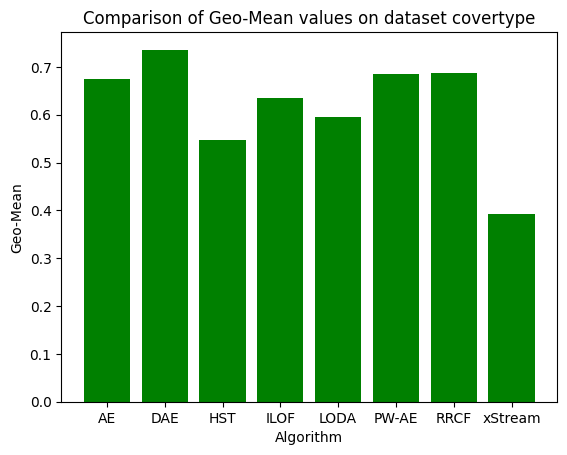 Comparison of Geo-Mean values on dataset covertype
0.7
0.6
0.5
0.4
0.3
0.2
0.1
0.0
Geo-Mean
AE DAE HST ILOF LODA PW-AE RRCF xStream
Algorithm